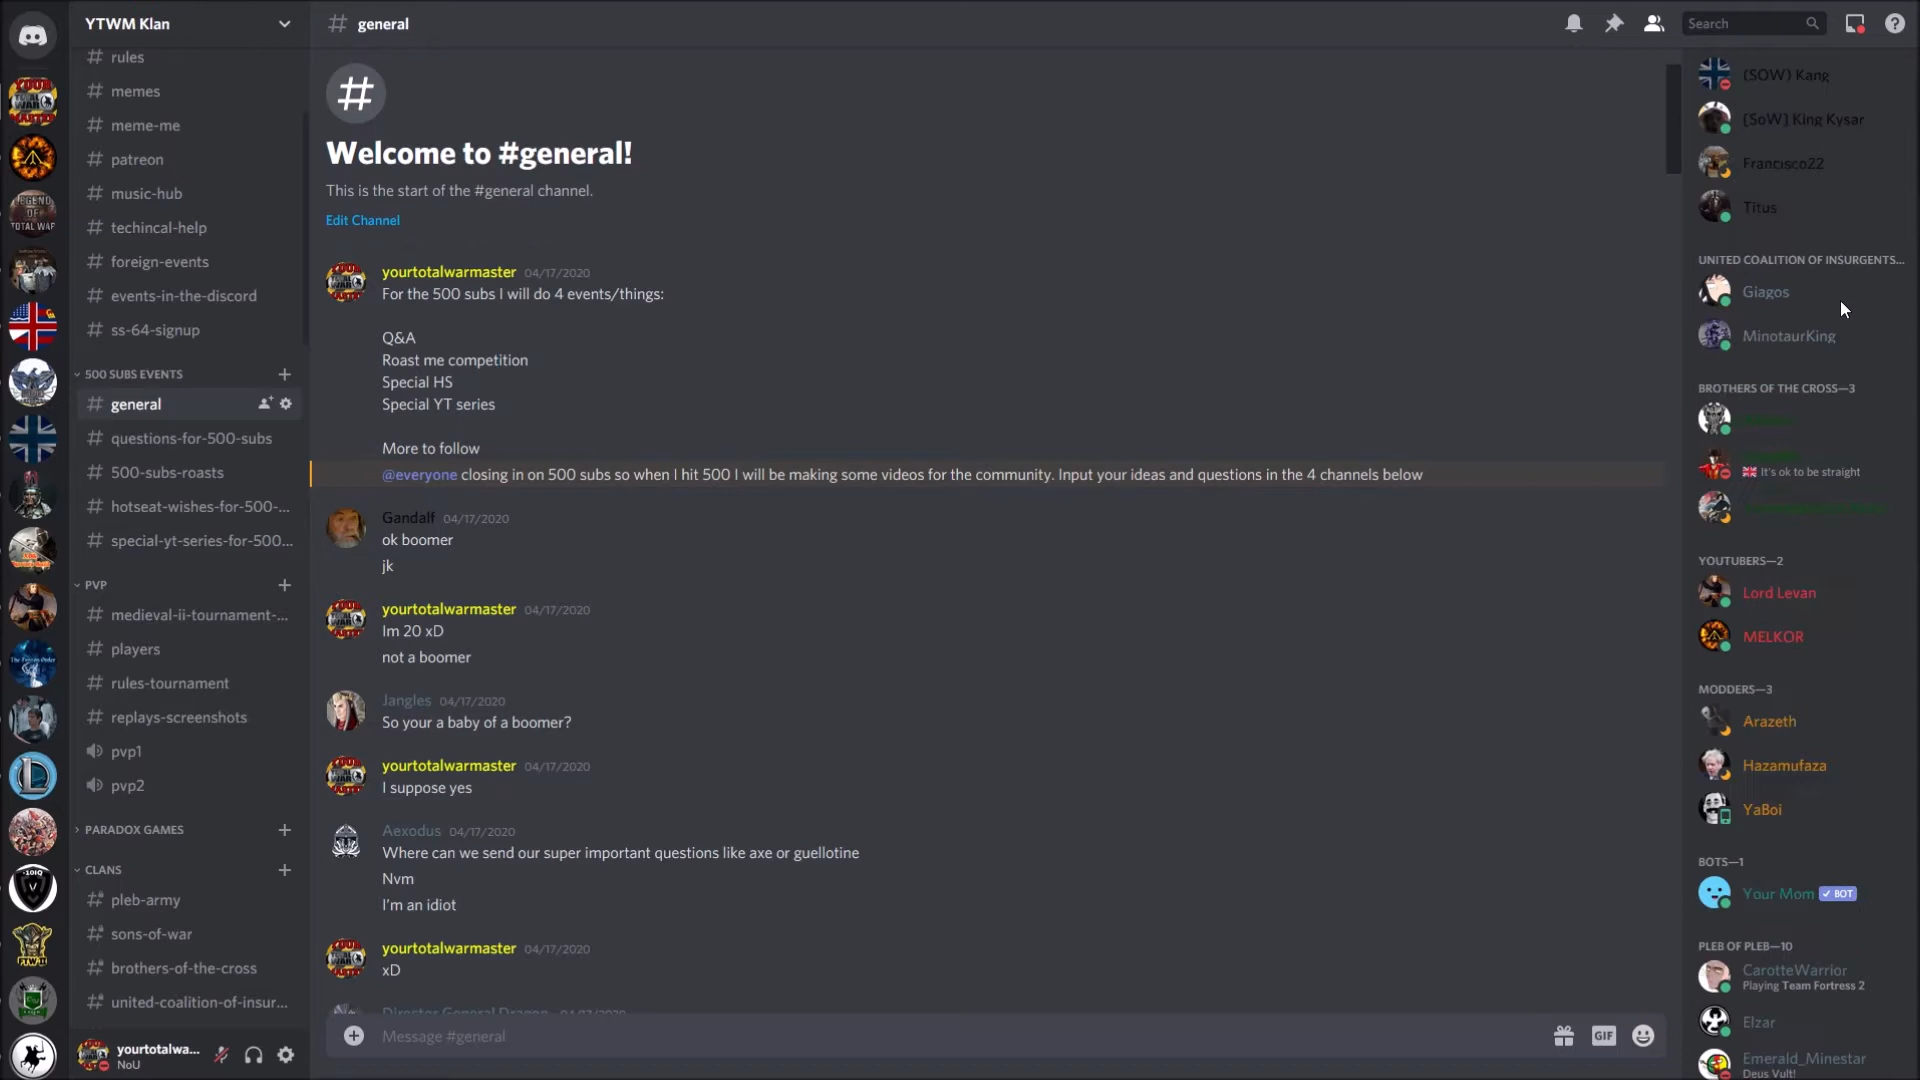 YTWM Klan
rules
memes
meme-me
patreon
music-hub
techincal-help
foreign-events
events-in-the-discord
ss-64-signup
500 SUBS EVENTS
general
questions-for-500-subs
500-subs-roasts
hotseat-wishes-for-500-...
special-yt-series-for-500...
PVP
medieval-ii-tournament-...
players
rules-tournament
replays-screenshots
pvp1
pvp2
PARADOX GAMES
CLANS
pleb-army
sons-of-war
brothers-of-the-cross
united-coalition-of-insur...
yourtotalwa...
NoU
general
Search
Welcome to #general!
This is the start of the #general channel.
Edit Channel
yourtotalwarmaster 04/17/2020
For the 500 subs I will do 4 events/things:
Q&A
Roast me competition
Special HS
Special YT series
More to follow
@everyone closing in on 500 subs so when I hit 500 I will be making some videos for the community. Input your ideas and questions in the 4 channels below
Gandalf 04/17/2020
ok boomer
jk
yourtotalwarmaster 04/17/2020
Im 20 xD
not a boomer
Jangles 04/17/2020
So your a baby of a boomer?
yourtotalwarmaster 04/17/2020
I suppose yes
Aexodus 04/17/2020
Where can we send our super important questions like axe or guellotine
Nvm
I'm an idiot
yourtotalwarmaster 04/17/2020
xD
Director General Dragon 04/17/2020
Message #general
GIF
(SOW) Kang
[SoW] King Kysar
Francisco22
Titus
UNITED COALITION OF INSURGENTS...
Giagos
MinotaurKing
BROTHERS OF THE CROSS—3
It's ok to be straight
YOUTUBERS—2
Lord Levan
MELKOR
MODDERS—3
Arazeth
Hazamufaza
YaBoi
BOTS—1
Your Mom BOT
PLEB OF PLEB—10
CarotteWarrior
Playing Team Fortress 2
Elzar
Emerald_Minestar
Deus Vult!